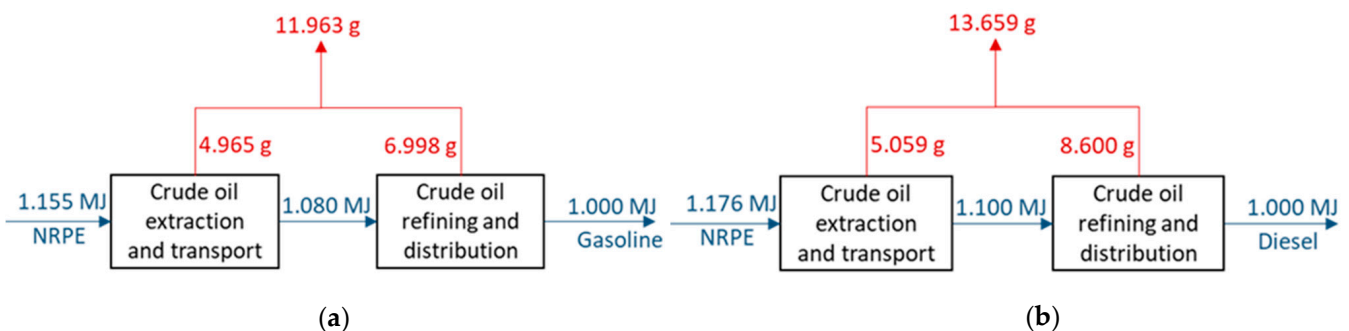 11.963 g
4.965 g
6.998 g
1.155 MJ
NRPE
Crude oil
extraction
and transport
1.080 MJ
Crude oil
refining and
distribution
1.000 MJ
Gasoline
(a)
13.659 g
5.059 g
8.600 g
1.176 MJ
NRPE
Crude oil
extraction
and transport
1.100 MJ
Crude oil
refining and
distribution
1.000 MJ
Diesel
(b)